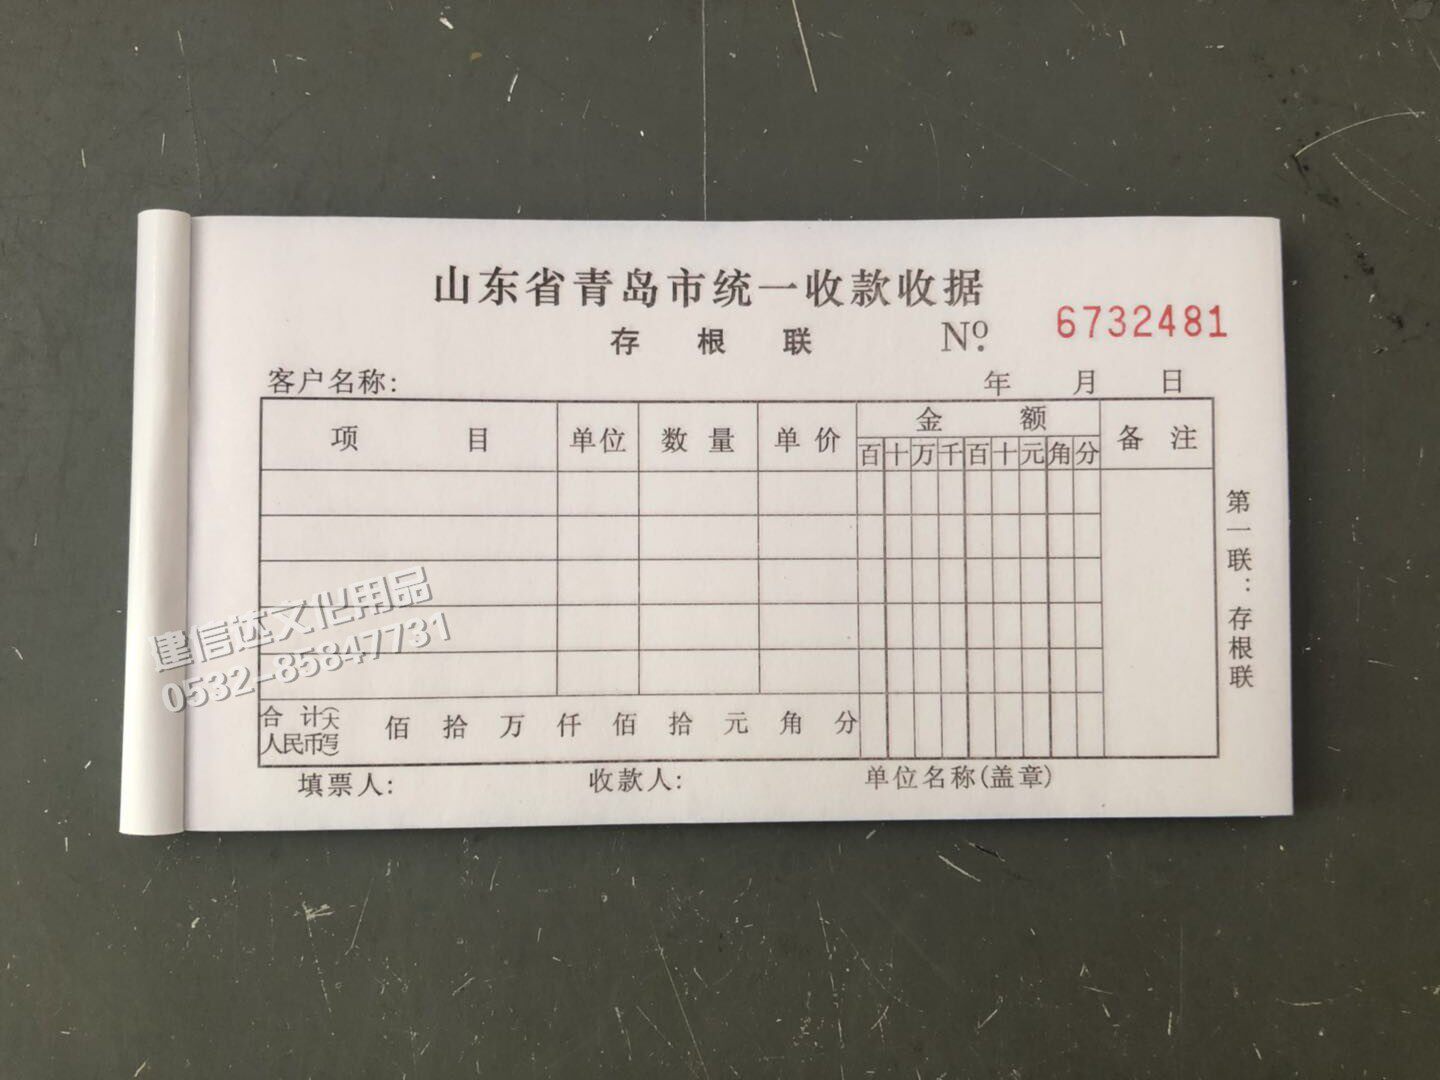 山东省青岛市统一收款收据
存根联 Nº. 6732481
客户名称: 年 月 日
项目 单位 数量 单价 金额 备注
百 十 万 千 百 十 元 角 分
合计(大写)
人民币 佰 拾 万 仟 佰 拾 元 角 分
填票人: 收款人: 单位名称(盖章)
第一联：存根联
建信达文化用品
0532-85847731